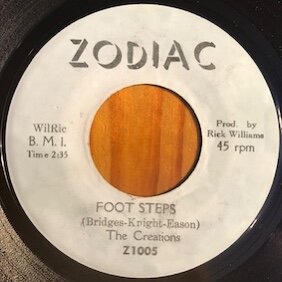 ZODIAC
WilRic
B. M. I.
Time 2:35
Prod. by
Rick Williams
45 rpm
FOOT STEPS
(Bridges-Knight-Eason)
The Creations
Z1005